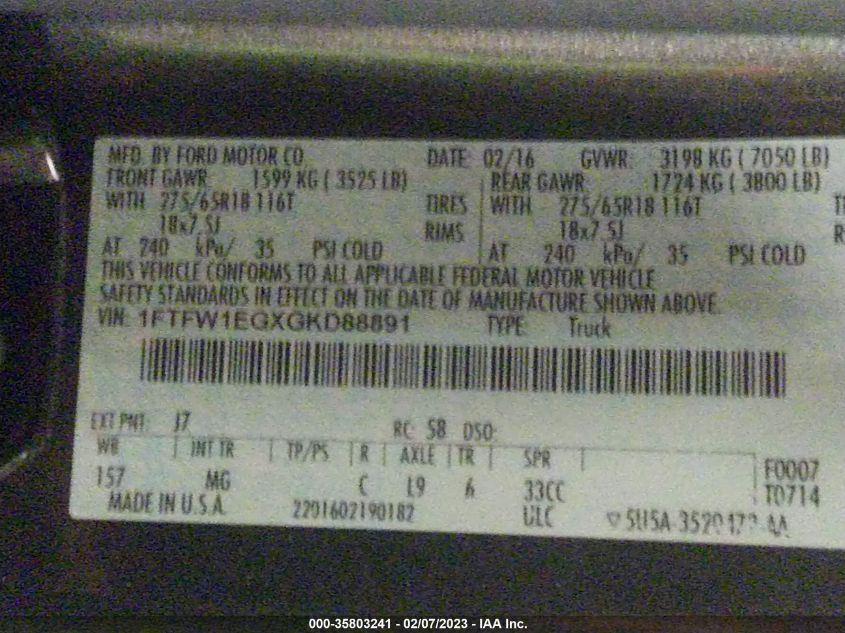 MFD. BY FORD MOTOR CO. DATE: 02/16 GVWR: 3198 KG ( 7050 LB)
FRONT GAWR: 1599 KG ( 3525 LB) REAR GAWR: 1724 KG ( 3800 LB)
WITH 275/65R18 116T TIRES WITH 275/65R18 116T
18x7.5J RIMS 18x7.5J
AT 240 kPa/ 35 PSI COLD AT 240 kPa/ 35 PSI COLD
THIS VEHICLE CONFORMS TO ALL APPLICABLE FEDERAL MOTOR VEHICLE
SAFETY STANDARDS IN EFFECT ON THE DATE OF MANUFACTURE SHOWN ABOVE.
VIN: 1FTFW1EGXGKD88891 TYPE: Truck
EXT PNT: J7 RC: 58 DSO:
WB INT TR TP/PS R AXLE TR SPR
157 MG C L9 6 33CC F0007
T0714
MADE IN U.S.A. 2201602190182 ULC
000-35803241 - 02/07/2023 - IAA Inc.